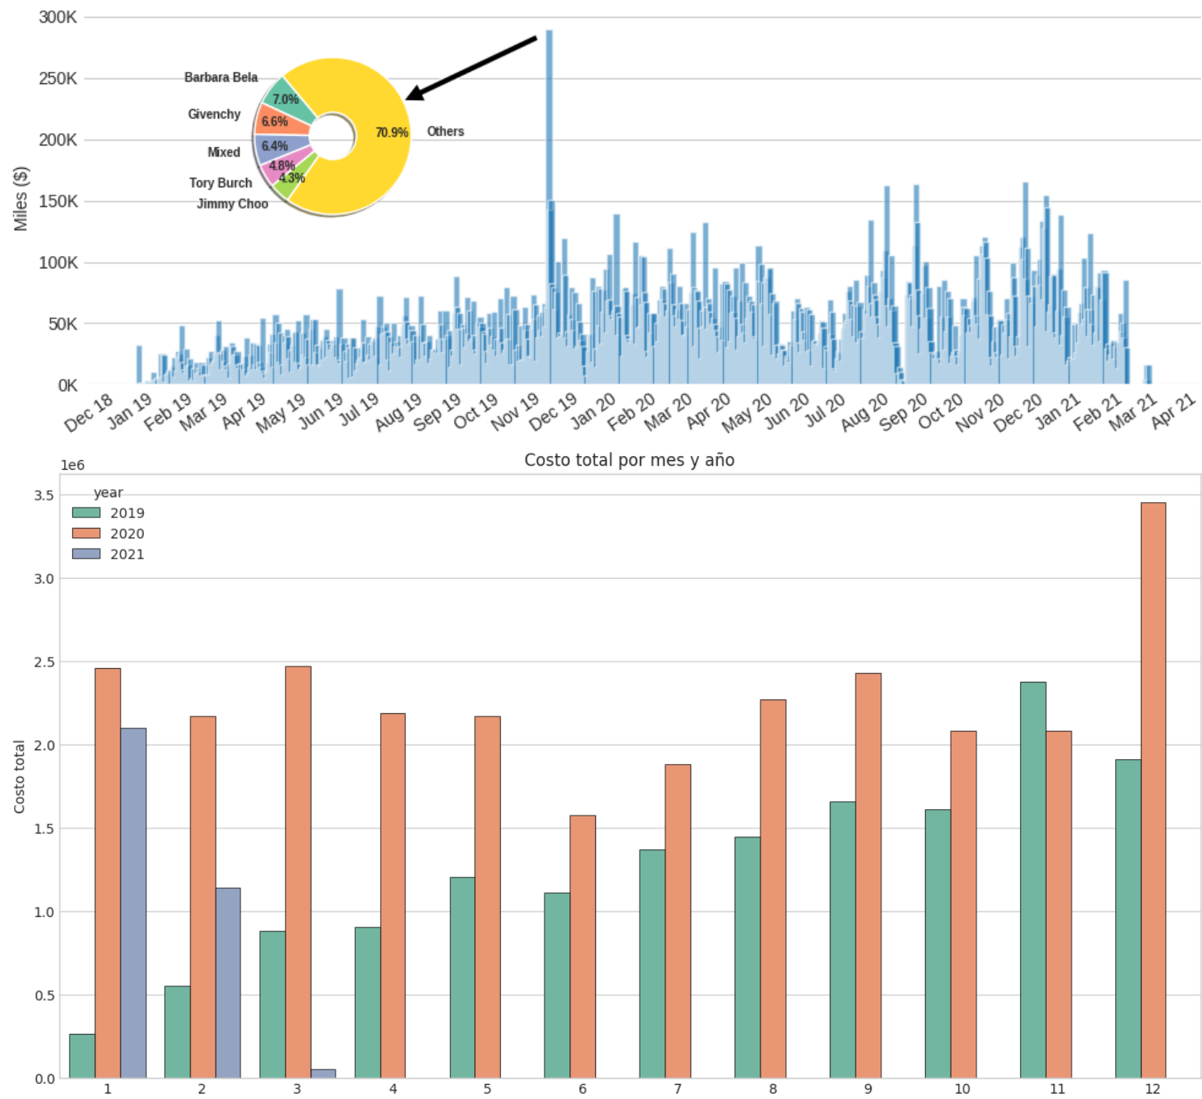 300K
250K
200K
150K
100K
50K
0K
Miles ($)
Barbara Bela
Givenchy
Mixed
Tory Burch
Jimmy Choo
Others
7.0%
6.6%
6.4%
4.8%
4.3%
70.9%
Dec 18 Jan 19 Feb 19 Mar 19 Apr 19 May 19 Jun 19 Jul 19 Aug 19 Sep 19 Oct 19 Nov 19 Dec 19 Jan 20 Feb 20 Mar 20 Apr 20 May 20 Jun 20 Jul 20 Aug 20 Sep 20 Oct 20 Nov 20 Dec 20 Jan 21 Feb 21 Mar 21 Apr 21
Costo total por mes y año
1e6
year
2019
2020
2021
3.5
3.0
2.5
2.0
1.5
1.0
0.5
0.0
Costo total
1 2 3 4 5 6 7 8 9 10 11 12